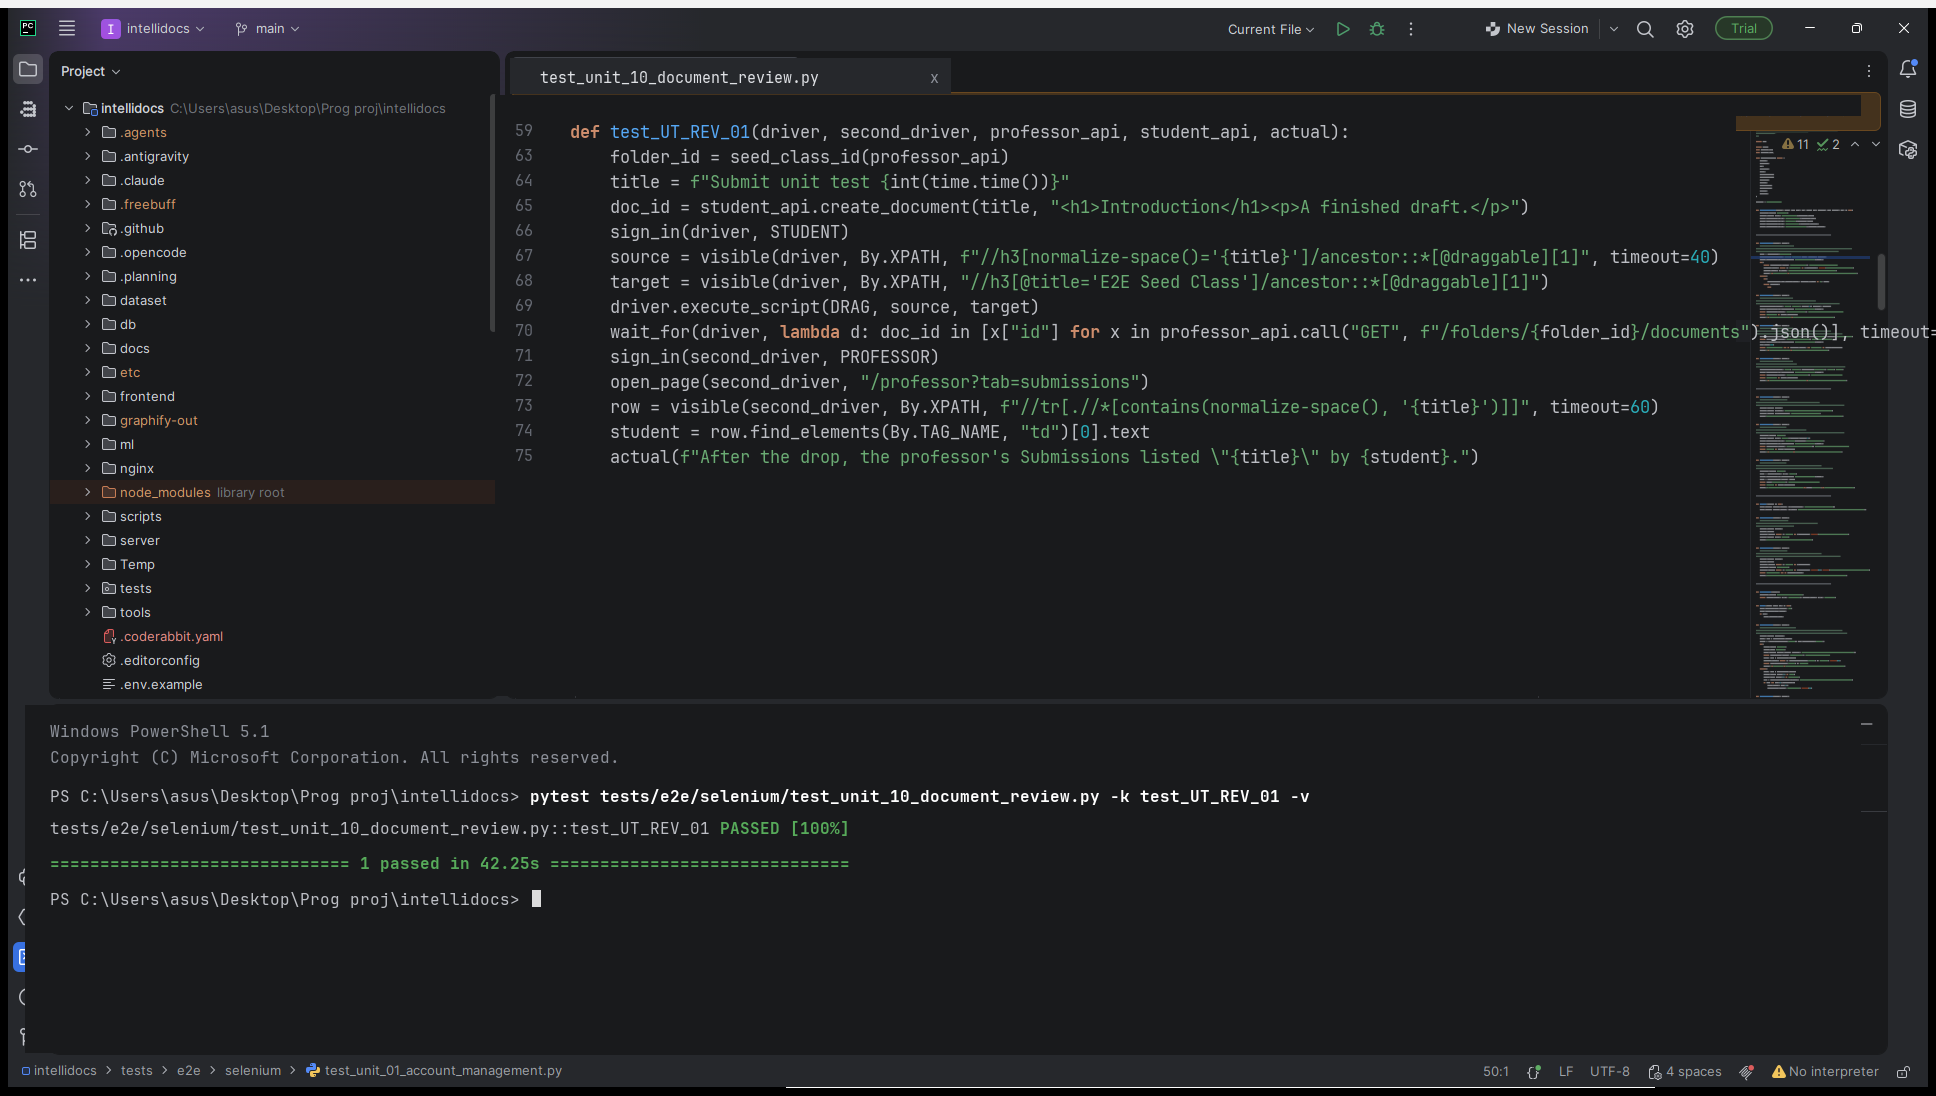 PC
I intellidocs
main
Current File
New Session
Trial
Project
intellidocs C:\Users\asus\Desktop\Prog proj\intellidocs
.agents
.antigravity
.claude
.freebuff
.github
.opencode
.planning
dataset
db
docs
etc
frontend
graphify-out
ml
nginx
node_modules library root
scripts
server
Temp
tests
tools
.coderabbit.yaml
.editorconfig
.env.example
test_unit_10_document_review.py x
11 2
59 def test_UT_REV_01(driver, second_driver, professor_api, student_api, actual):
63 folder_id = seed_class_id(professor_api)
64 title = f"Submit unit test {int(time.time())}"
65 doc_id = student_api.create_document(title, "<h1>Introduction</h1><p>A finished draft.</p>")
66 sign_in(driver, STUDENT)
67 source = visible(driver, By.XPATH, f"//h3[normalize-space()='{title}']/ancestor::*[@draggable][1]", timeout=40)
68 target = visible(driver, By.XPATH, "//h3[@title='E2E Seed Class']/ancestor::*[@draggable][1]")
69 driver.execute_script(DRAG, source, target)
70 wait_for(driver, lambda d: doc_id in [x["id"] for x in professor_api.call("GET", f"/folders/{folder_id}/documents").json()], timeout=
71 sign_in(second_driver, PROFESSOR)
72 open_page(second_driver, "/professor?tab=submissions")
73 row = visible(second_driver, By.XPATH, f"//tr[.//*[contains(normalize-space(), '{title}')]]", timeout=60)
74 student = row.find_elements(By.TAG_NAME, "td")[0].text
75 actual(f"After the drop, the professor's Submissions listed \"{title}\" by {student}.")
Windows PowerShell 5.1
Copyright (C) Microsoft Corporation. All rights reserved.
PS C:\Users\asus\Desktop\Prog proj\intellidocs> pytest tests/e2e/selenium/test_unit_10_document_review.py -k test_UT_REV_01 -v
tests/e2e/selenium/test_unit_10_document_review.py::test_UT_REV_01 PASSED [100%]
============================== 1 passed in 42.25s ==============================
PS C:\Users\asus\Desktop\Prog proj\intellidocs>
intellidocs > tests > e2e > selenium > test_unit_01_account_management.py
50:1 LF UTF-8 4 spaces No interpreter